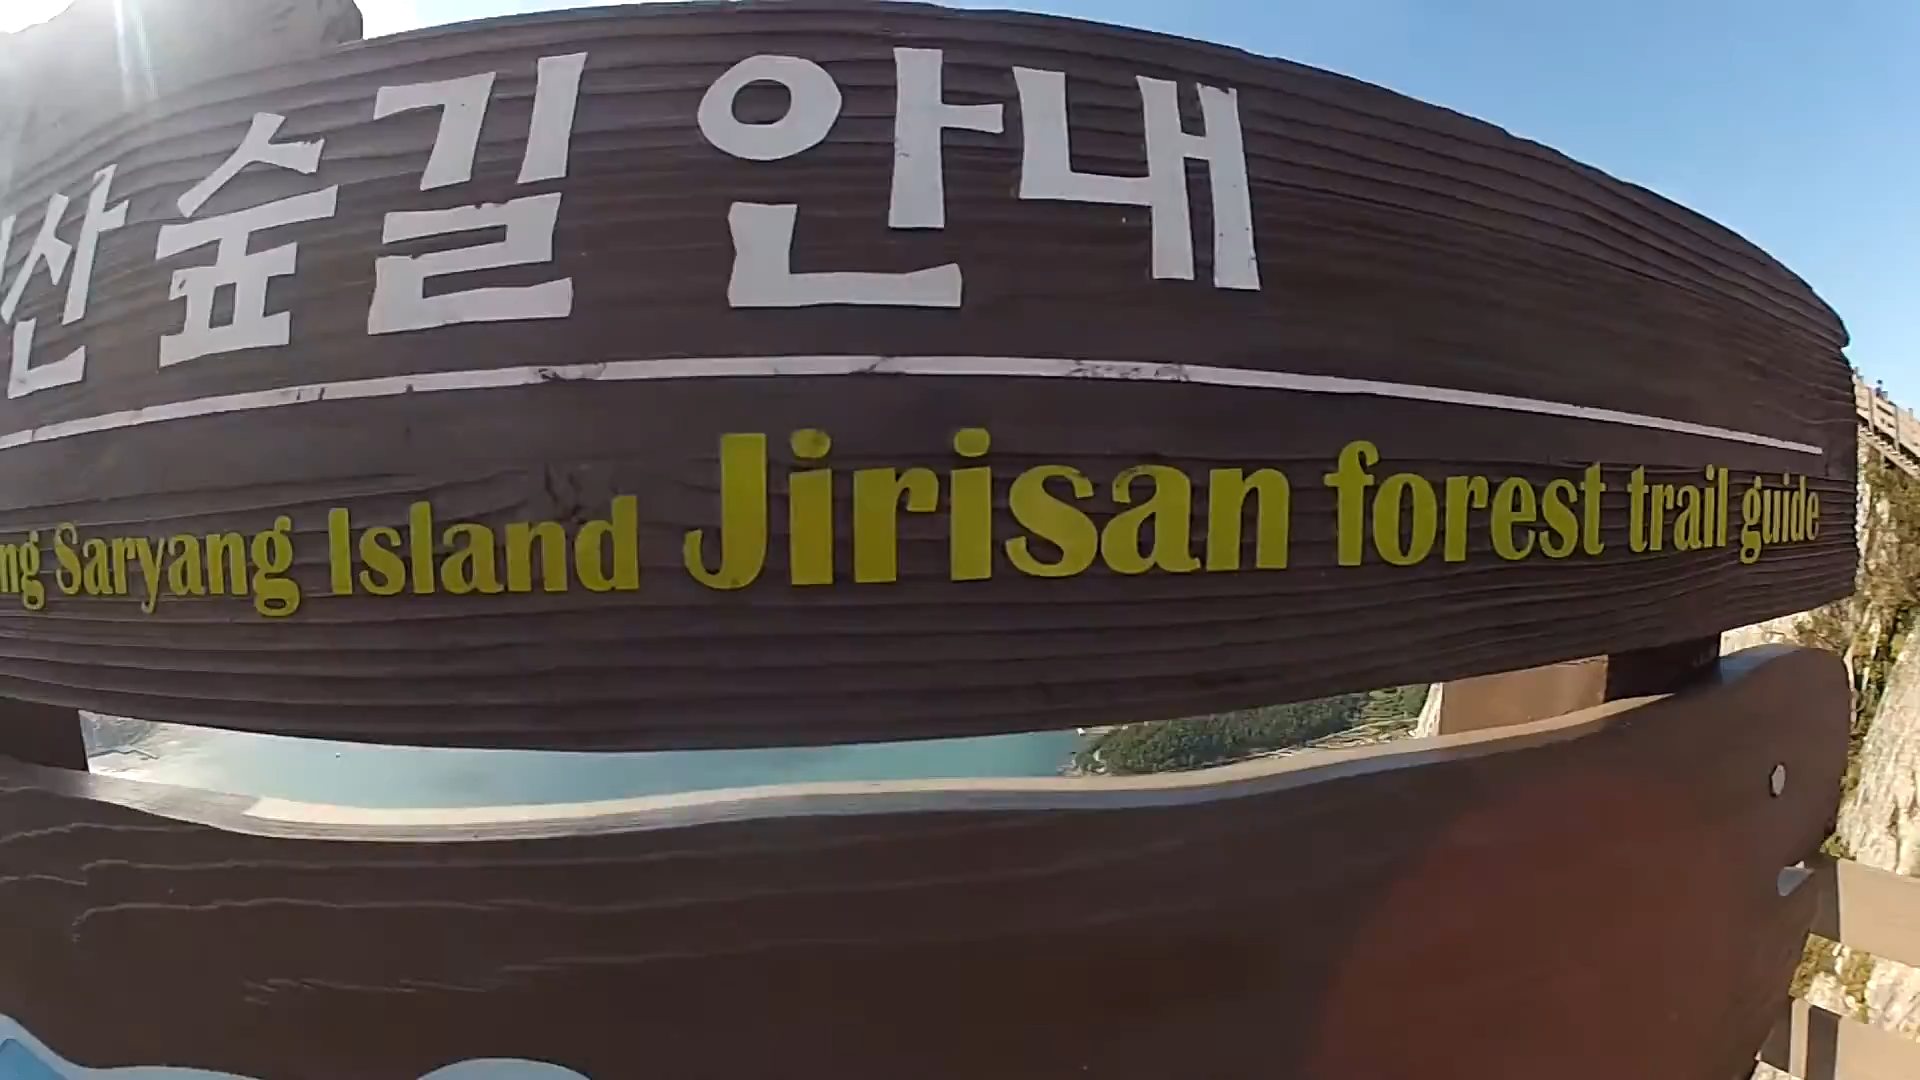 산 숲길 안내
ng Saryang Island Jirisan forest trail guide